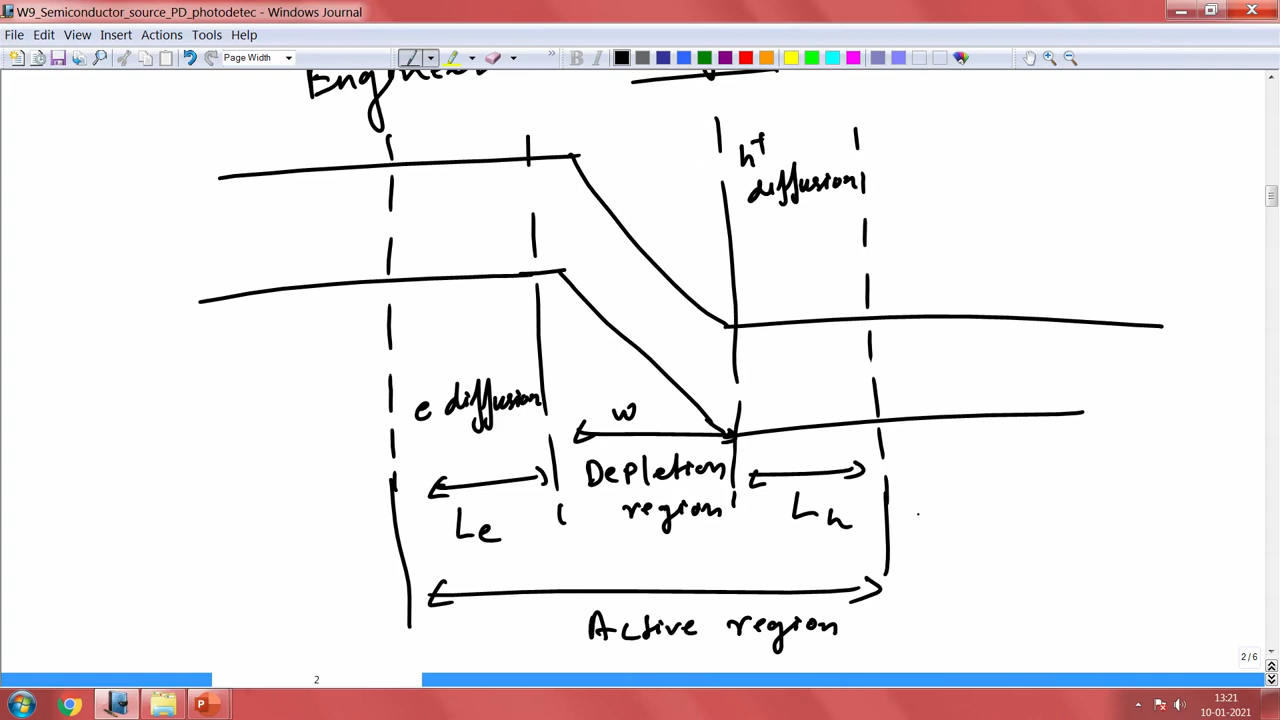 W9_Semiconductor_source_PD_photodetec - Windows Journal
File Edit View Insert Actions Tools Help
Page Width
B I
h+
diffusion
e diffusion
w
Depletion
region
Le
Lh
Active region
2/6
2
13:21
10-01-2021